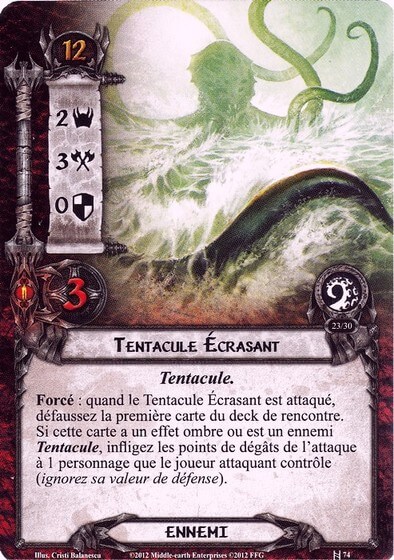 12
2
3
0
3
23/30
Tentacule Écrasant
Tentacule.
Forcé : quand le Tentacule Écrasant est attaqué,
défaussez la première carte du deck de rencontre.
Si cette carte a un effet ombre ou est un ennemi
Tentacule, infligez les points de dégâts de l'attaque
à 1 personnage que le joueur attaquant contrôle
(ignorez sa valeur de défense).
ENNEMI
Illus. Cristi Balanescu ©2012 Middle-earth Enterprises ©2012 FFG 74